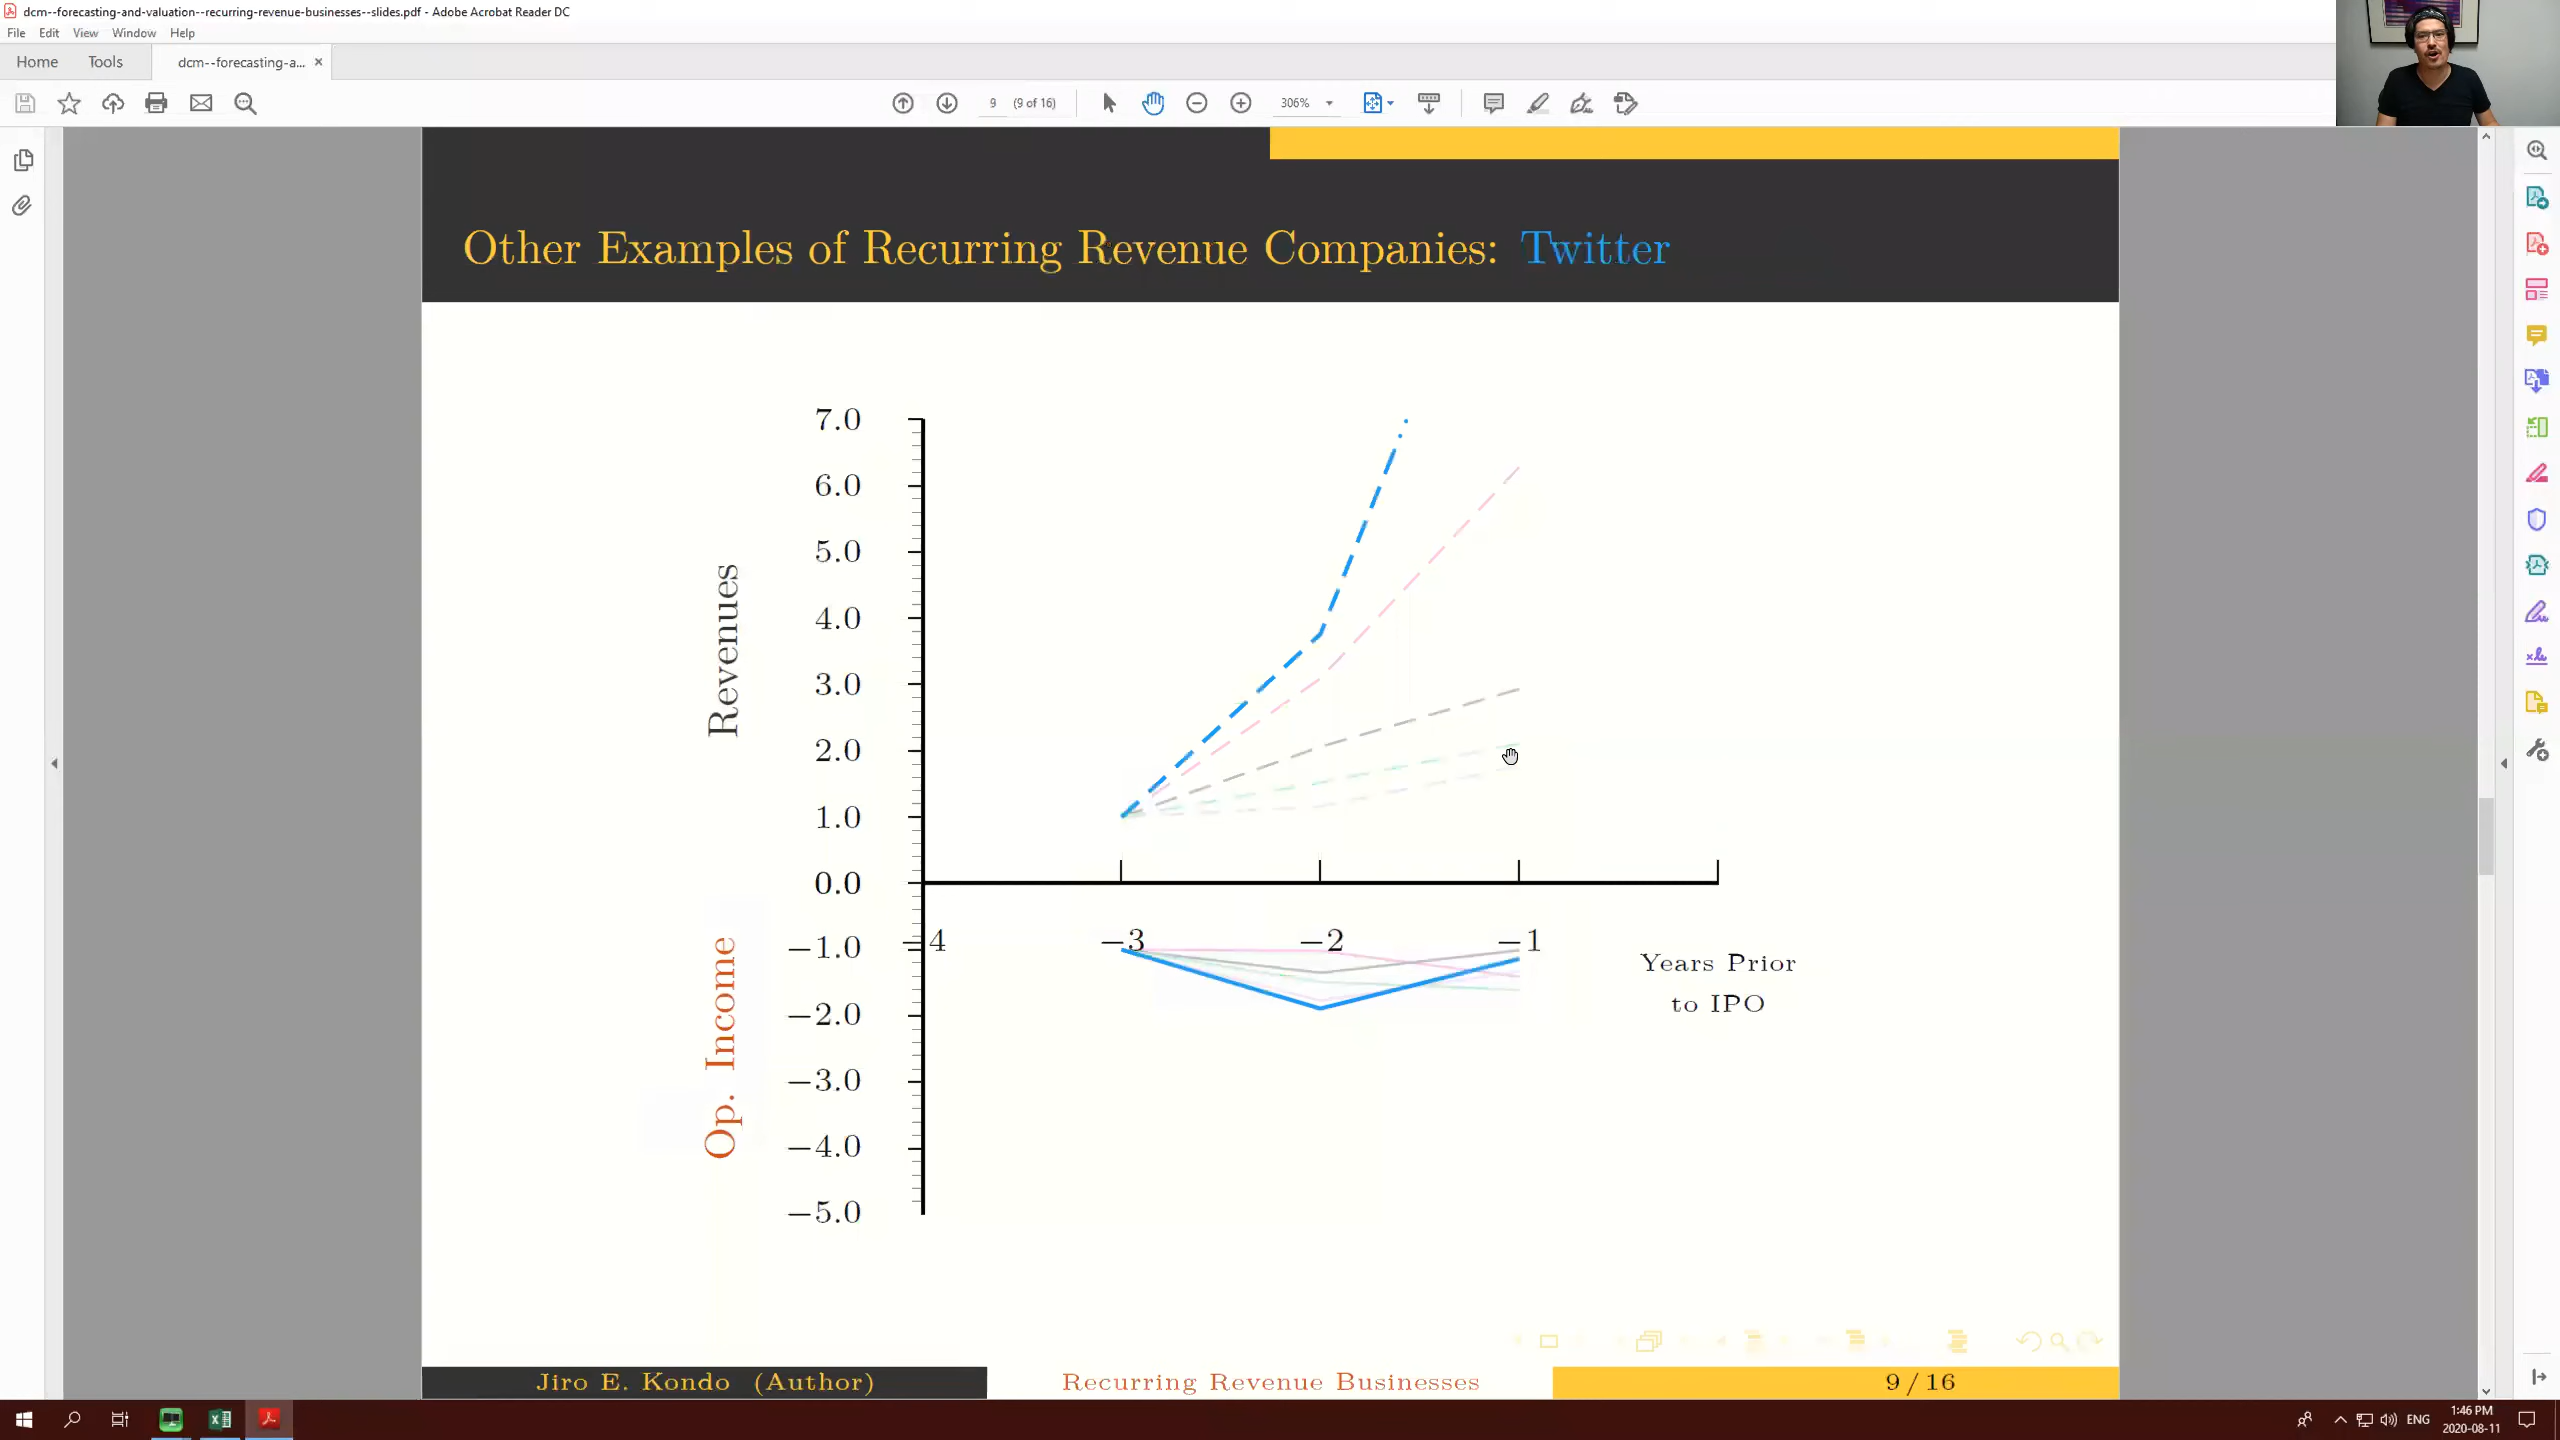 dcm--forecasting-and-valuation--recurring-revenue-businesses--slides.pdf - Adobe Acrobat Reader DC
File Edit View Window Help
Home Tools dcm--forecasting-a... ×
9 (9 of 16) 306%
Other Examples of Recurring Revenue Companies: Twitter
7.0
6.0
5.0
4.0
3.0
2.0
1.0
0.0
−1.0
−2.0
−3.0
−4.0
−5.0
Revenues
Op. Income
−4 −3 −2 −1
Years Prior
to IPO
Jiro E. Kondo (Author) Recurring Revenue Businesses 9 / 16
ENG
1:46 PM
2020-08-11